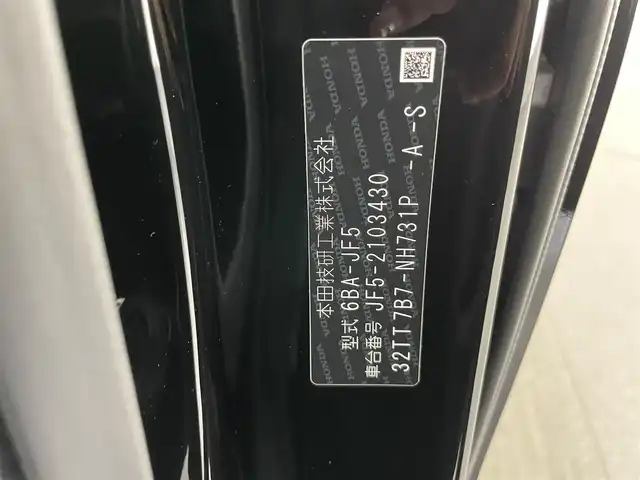 本田技研工業株式会社
型式 6BA-JF5
車台番号 JF5-2103430
32TT7B7-NH731P -A -S
HONDA